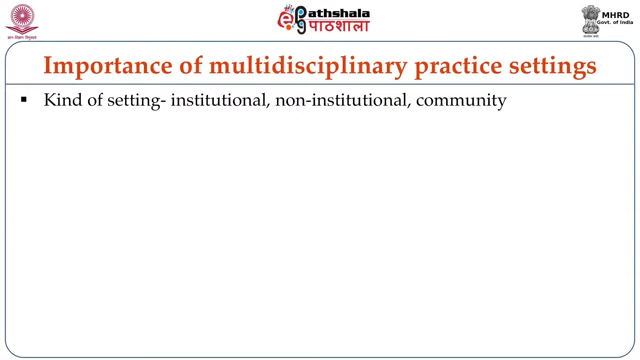 Pathshala
पाठशाला
MHRD
Govt. of India
Importance of multidisciplinary practice settings
▪ Kind of setting- institutional, non-institutional, community